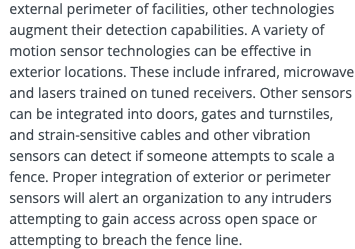 external perimeter of facilities, other technologies
augment their detection capabilities. A variety of
motion sensor technologies can be effective in
exterior locations. These include infrared, microwave
and lasers trained on tuned receivers. Other sensors
can be integrated into doors, gates and turnstiles,
and strain-sensitive cables and other vibration
sensors can detect if someone attempts to scale a
fence. Proper integration of exterior or perimeter
sensors will alert an organization to any intruders
attempting to gain access across open space or
attempting to breach the fence line.